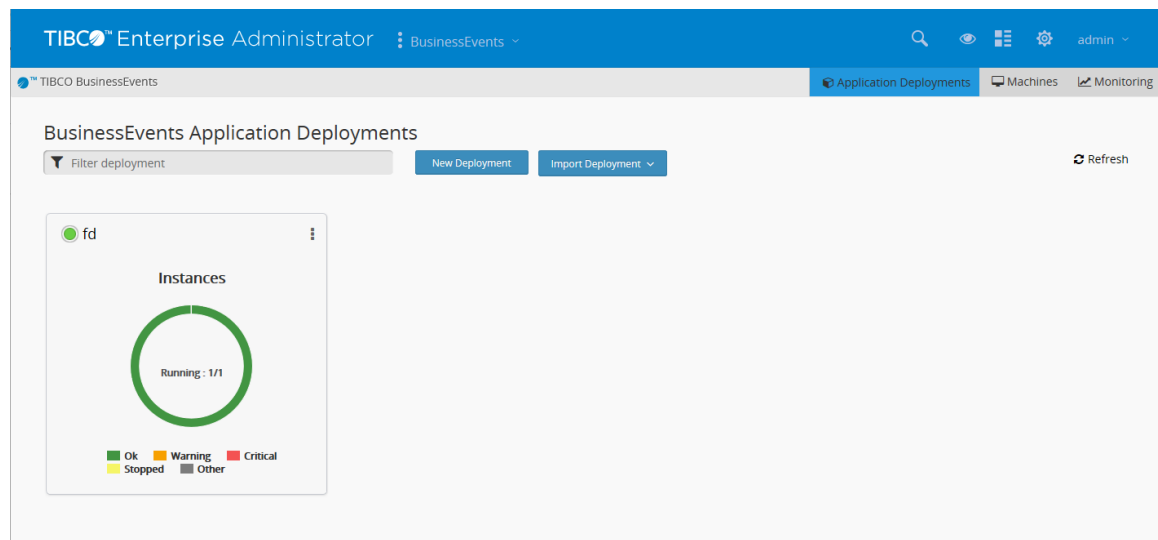 TIBCO™ Enterprise Administrator BusinessEvents admin
™ TIBCO BusinessEvents Application Deployments Machines Monitoring
BusinessEvents Application Deployments
Filter deployment New Deployment Import Deployment Refresh
fd
Instances
Running : 1/1
Ok Warning Critical
Stopped Other